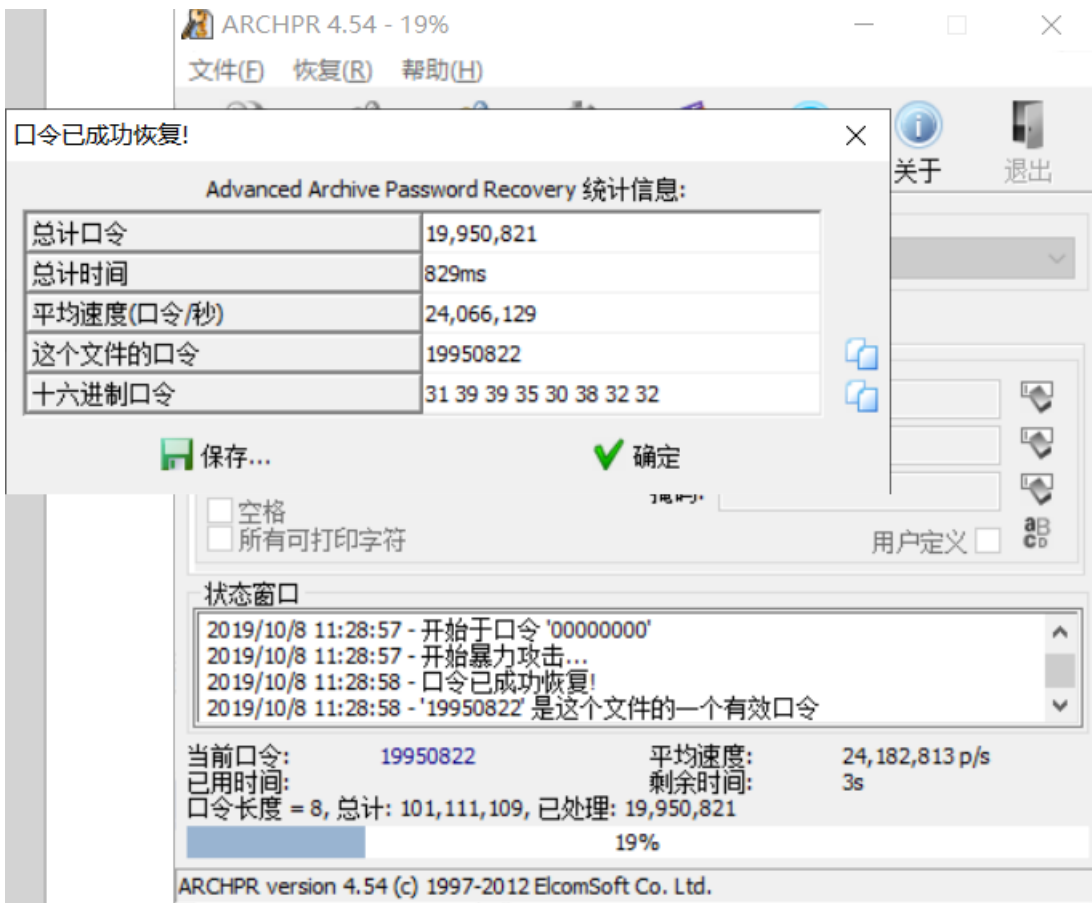 ARCHPR 4.54 - 19%
文件(F) 恢复(R) 帮助(H)
口令已成功恢复!
关于
退出
Advanced Archive Password Recovery 统计信息:
总计口令 19,950,821
总计时间 829ms
平均速度(口令/秒) 24,066,129
这个文件的口令 19950822
十六进制口令 31 39 39 35 30 38 32 32
保存... 确定
空格
所有可打印字符
用户定义
状态窗口
2019/10/8 11:28:57 - 开始于口令 '00000000'
2019/10/8 11:28:57 - 开始暴力攻击...
2019/10/8 11:28:58 - 口令已成功恢复!
2019/10/8 11:28:58 - '19950822' 是这个文件的一个有效口令
当前口令: 19950822 平均速度: 24,182,813 p/s
已用时间: 剩余时间: 3s
口令长度 = 8, 总计: 101,111,109, 已处理: 19,950,821
19%
ARCHPR version 4.54 (c) 1997-2012 ElcomSoft Co. Ltd.